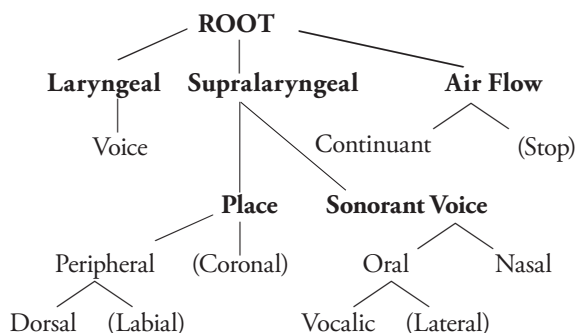 ROOT
Laryngeal Supralaryngeal Air Flow
Voice Continuant (Stop)
Place Sonorant Voice
Peripheral (Coronal) Oral Nasal
Dorsal (Labial) Vocalic (Lateral)